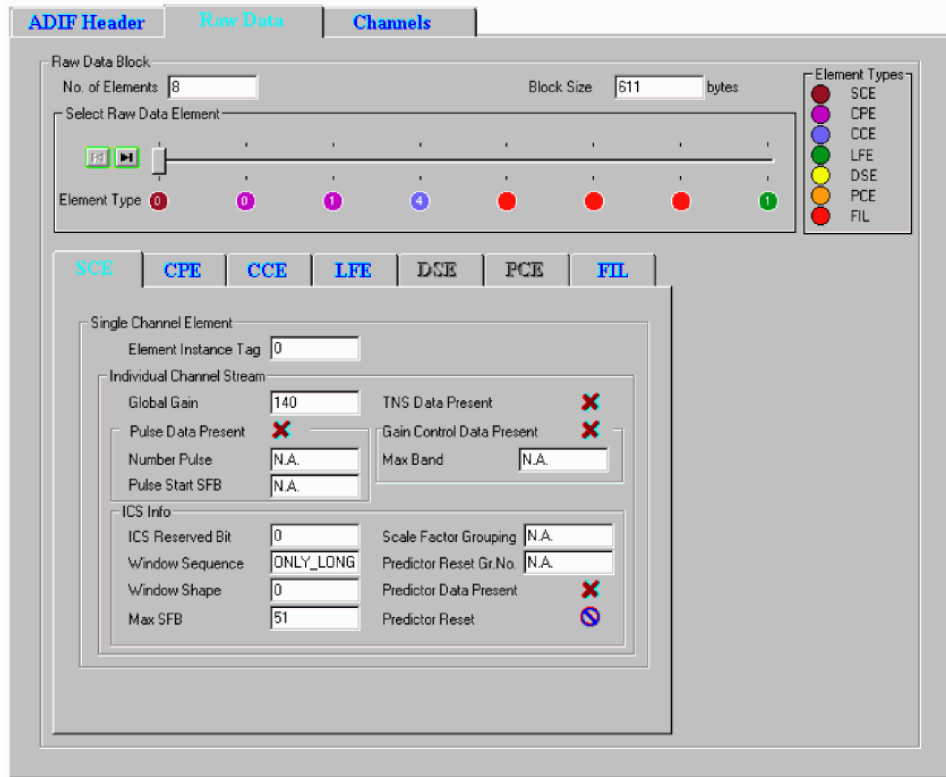 ADIF Header Raw Data Channels
Raw Data Block
No. of Elements 8 Block Size 611 bytes
Element Types
SCE
CPE
CCE
LFE
DSE
PCE
FIL
Select Raw Data Element
Element Type 0 0 1 4 1
SCE CPE CCE LFE DSE PCE FIL
Single Channel Element
Element Instance Tag 0
Individual Channel Stream
Global Gain 140 TNS Data Present
Pulse Data Present Gain Control Data Present
Number Pulse N.A. Max Band N.A.
Pulse Start SFB N.A.
ICS Info
ICS Reserved Bit 0 Scale Factor Grouping N.A.
Window Sequence ONLY_LONG Predictor Reset Gr.No. N.A.
Window Shape 0 Predictor Data Present
Max SFB 51 Predictor Reset